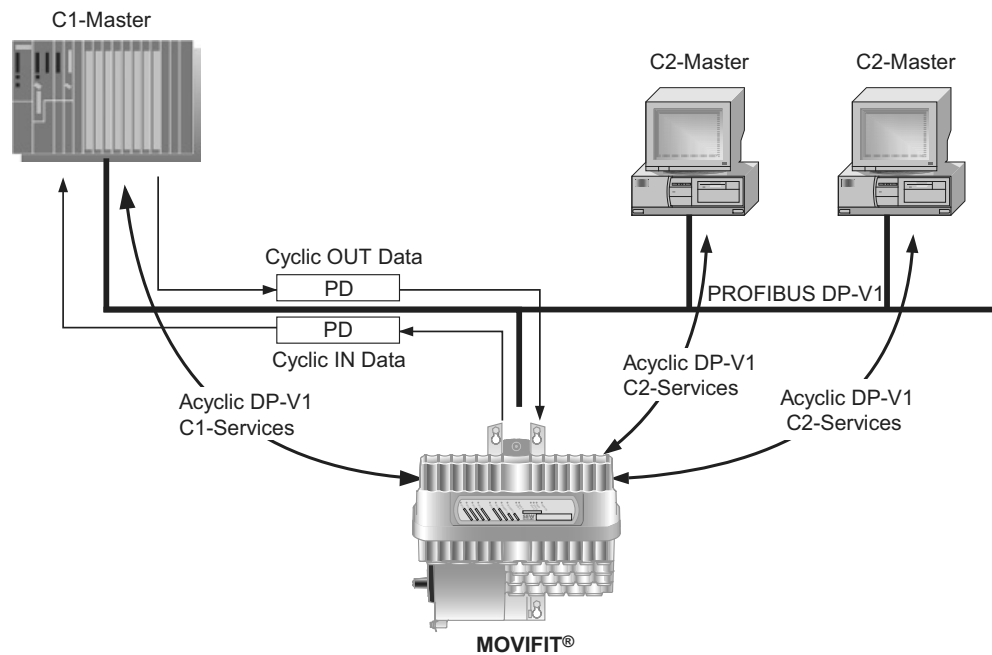 C1-Master
C2-Master
C2-Master
Cyclic OUT Data
PD
PROFIBUS DP-V1
PD
Cyclic IN Data
Acyclic DP-V1
C1-Services
Acyclic DP-V1
C2-Services
Acyclic DP-V1
C2-Services
MOVIFIT®